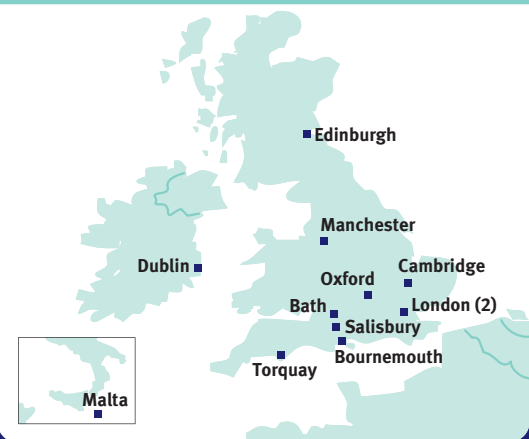 Edinburgh
Manchester
Dublin
Cambridge
Oxford
Bath
London (2)
Salisbury
Bournemouth
Torquay
Malta